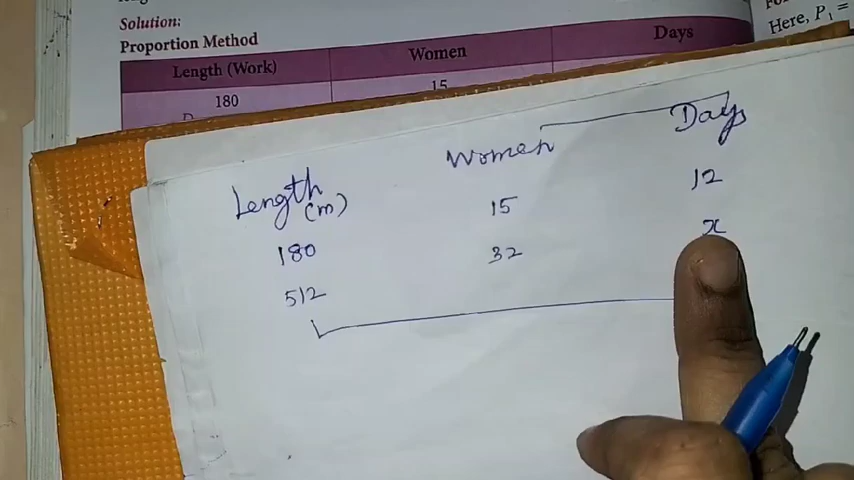 Solution:
Proportion Method
Length (Work) Women Days
180 15
Here, P₁ =
Length (m) Women Days
180 15 12
512 32 x